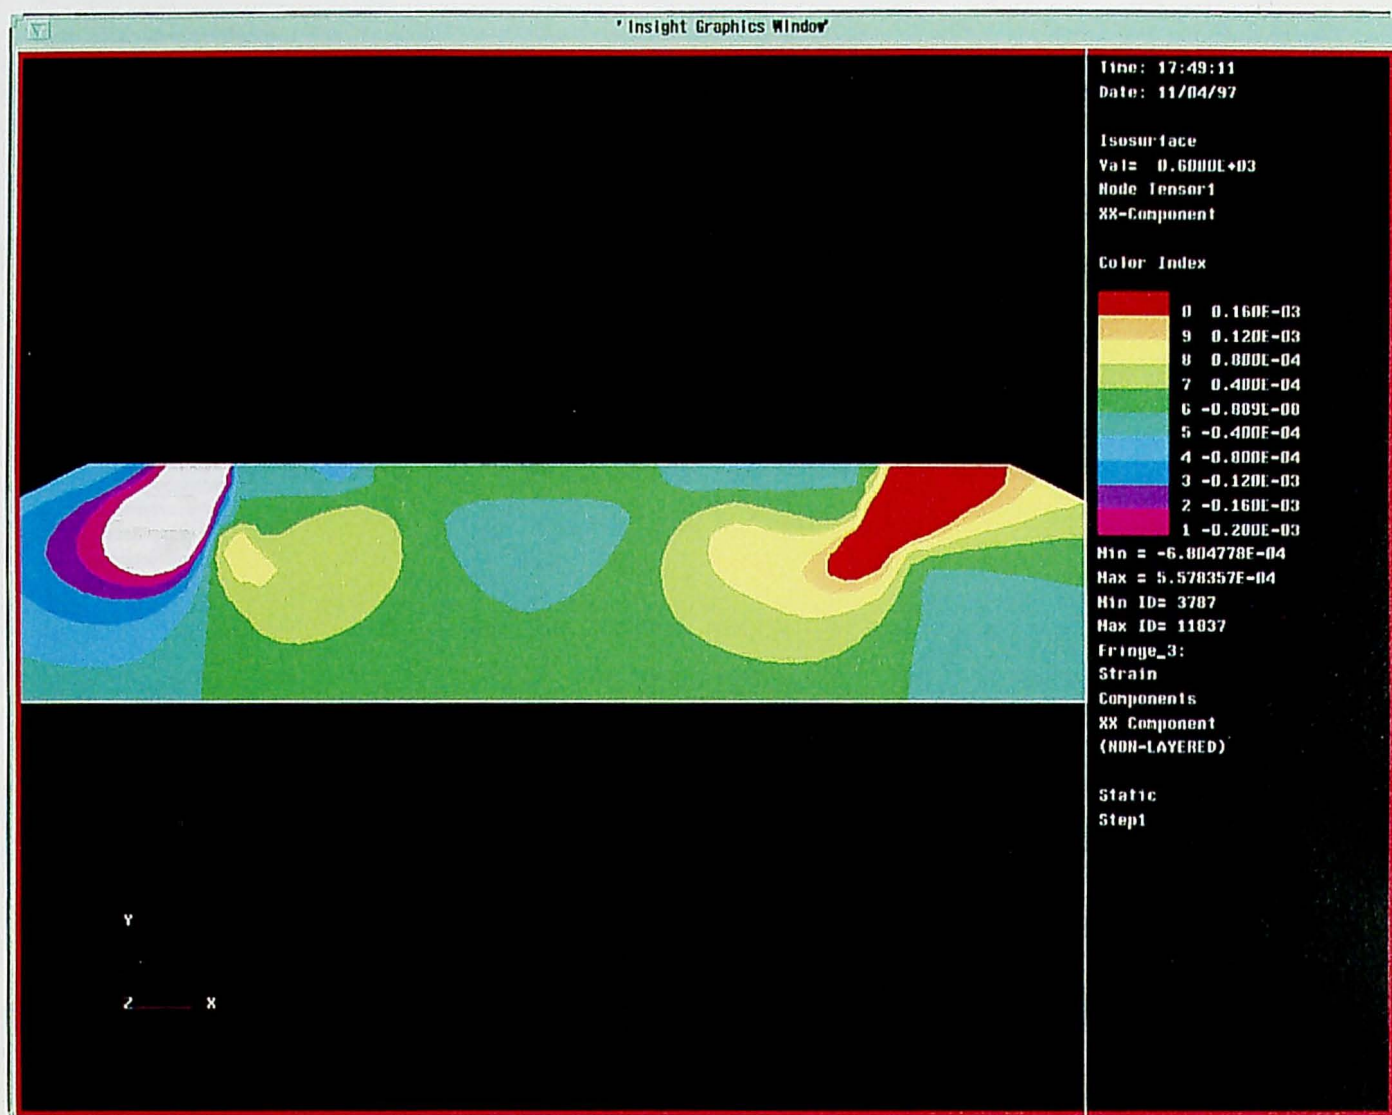 'Insight Graphics Window'
Time: 17:49:11
Date: 11/04/97
Isosurface
Val= 0.6000E+03
Node Tensor1
XX-Component
Color Index
0 0.160E-03
9 0.120E-03
8 0.800E-04
7 0.400E-04
6 -0.889E-08
5 -0.400E-04
4 -0.800E-04
3 -0.120E-03
2 -0.160E-03
1 -0.200E-03
Min = -6.804778E-04
Max = 5.578357E-04
Min ID= 3787
Max ID= 11837
Fringe_3:
Strain
Components
XX Component
(NON-LAYERED)
Static
Step1
Y
Z X